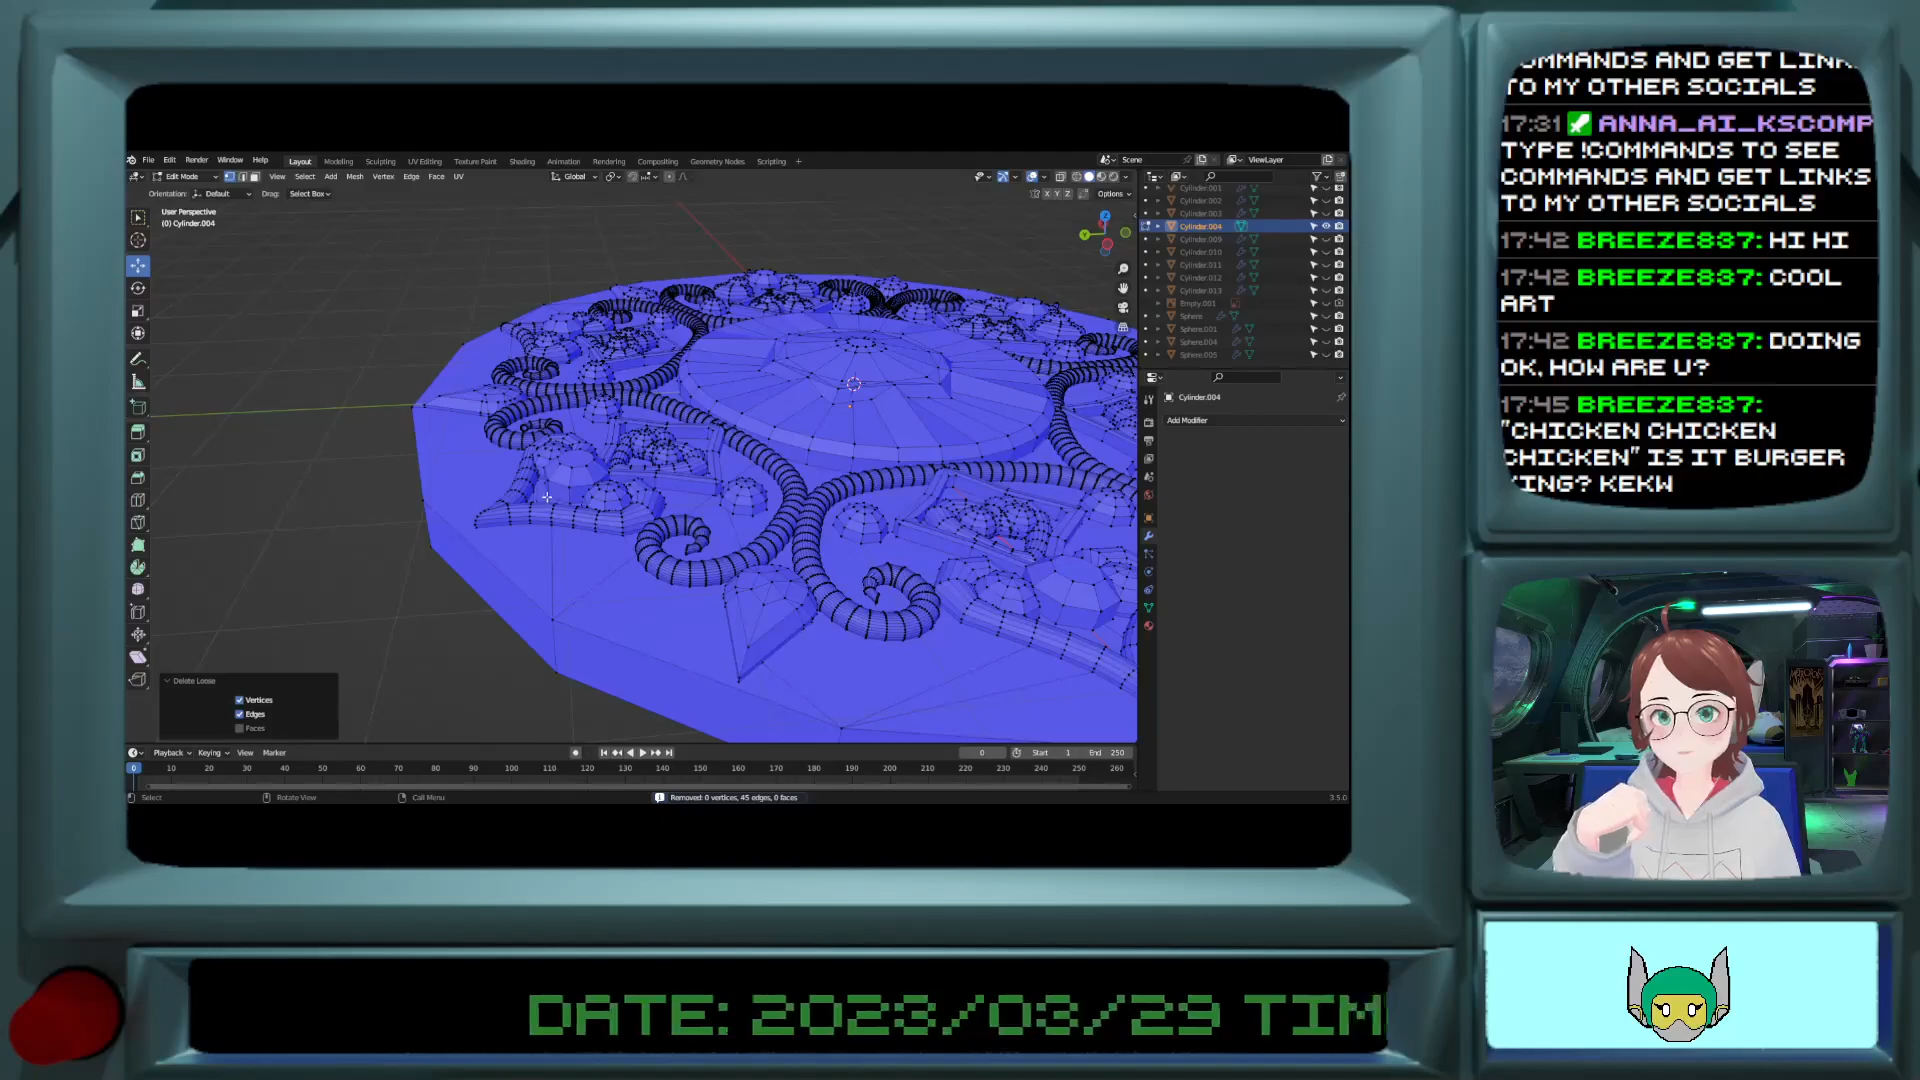 File Edit Render Window Help Layout Modeling Sculpting UV Editing Texture Paint Shading Animation Rendering Compositing Geometry Nodes Scripting +
Scene ViewLayer
Edit Mode View Select Add Mesh Vertex Edge Face UV Global
Orientation: Default Drag: Select Box X Y Z Options
User Perspective
(0) Cylinder.004
Cylinder.001
Cylinder.002
Cylinder.003
Cylinder.004
Cylinder.009
Cylinder.010
Cylinder.011
Cylinder.012
Cylinder.013
Empty.001
Sphere
Sphere.001
Sphere.004
Sphere.005
Cylinder.004
Add Modifier
Delete Loose
Vertices
Edges
Faces
Playback Keying View Marker 0 Start 1 End 250
0 10 20 30 40 50 60 70 80 90 100 110 120 130 140 150 160 170 180 190 200 210 220 230 240 250 260
Select Rotate View Call Menu Removed: 0 vertices, 45 edges, 0 faces 3.5.0
COMMANDS AND GET LINKS
TO MY OTHER SOCIALS
17:31 ANNA_AI_KSCOMP
TYPE !COMMANDS TO SEE
COMMANDS AND GET LINKS
TO MY OTHER SOCIALS
17:42 BREEZE837: HI HI
17:42 BREEZE837: COOL
ART
17:42 BREEZE837: DOING
OK, HOW ARE U?
17:45 BREEZE837:
"CHICKEN CHICKEN
CHICKEN" IS IT BURGER
KING? KEKW
DATE: 2023/03/29 TIM